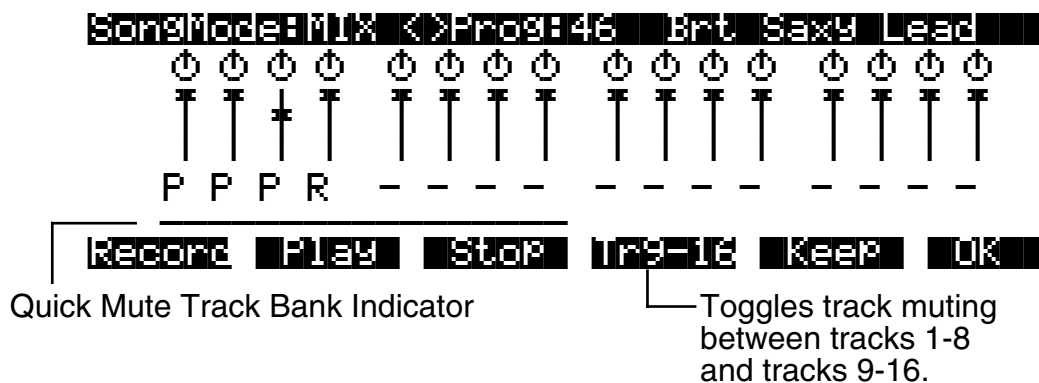 SongMode:MIX <>Prog:46 Brt Saxy Lead
P P P R - - - - - - - - - - - -
Record Play Stop Tr9-16 Keep OK
Quick Mute Track Bank Indicator
Toggles track muting
between tracks 1-8
and tracks 9-16.